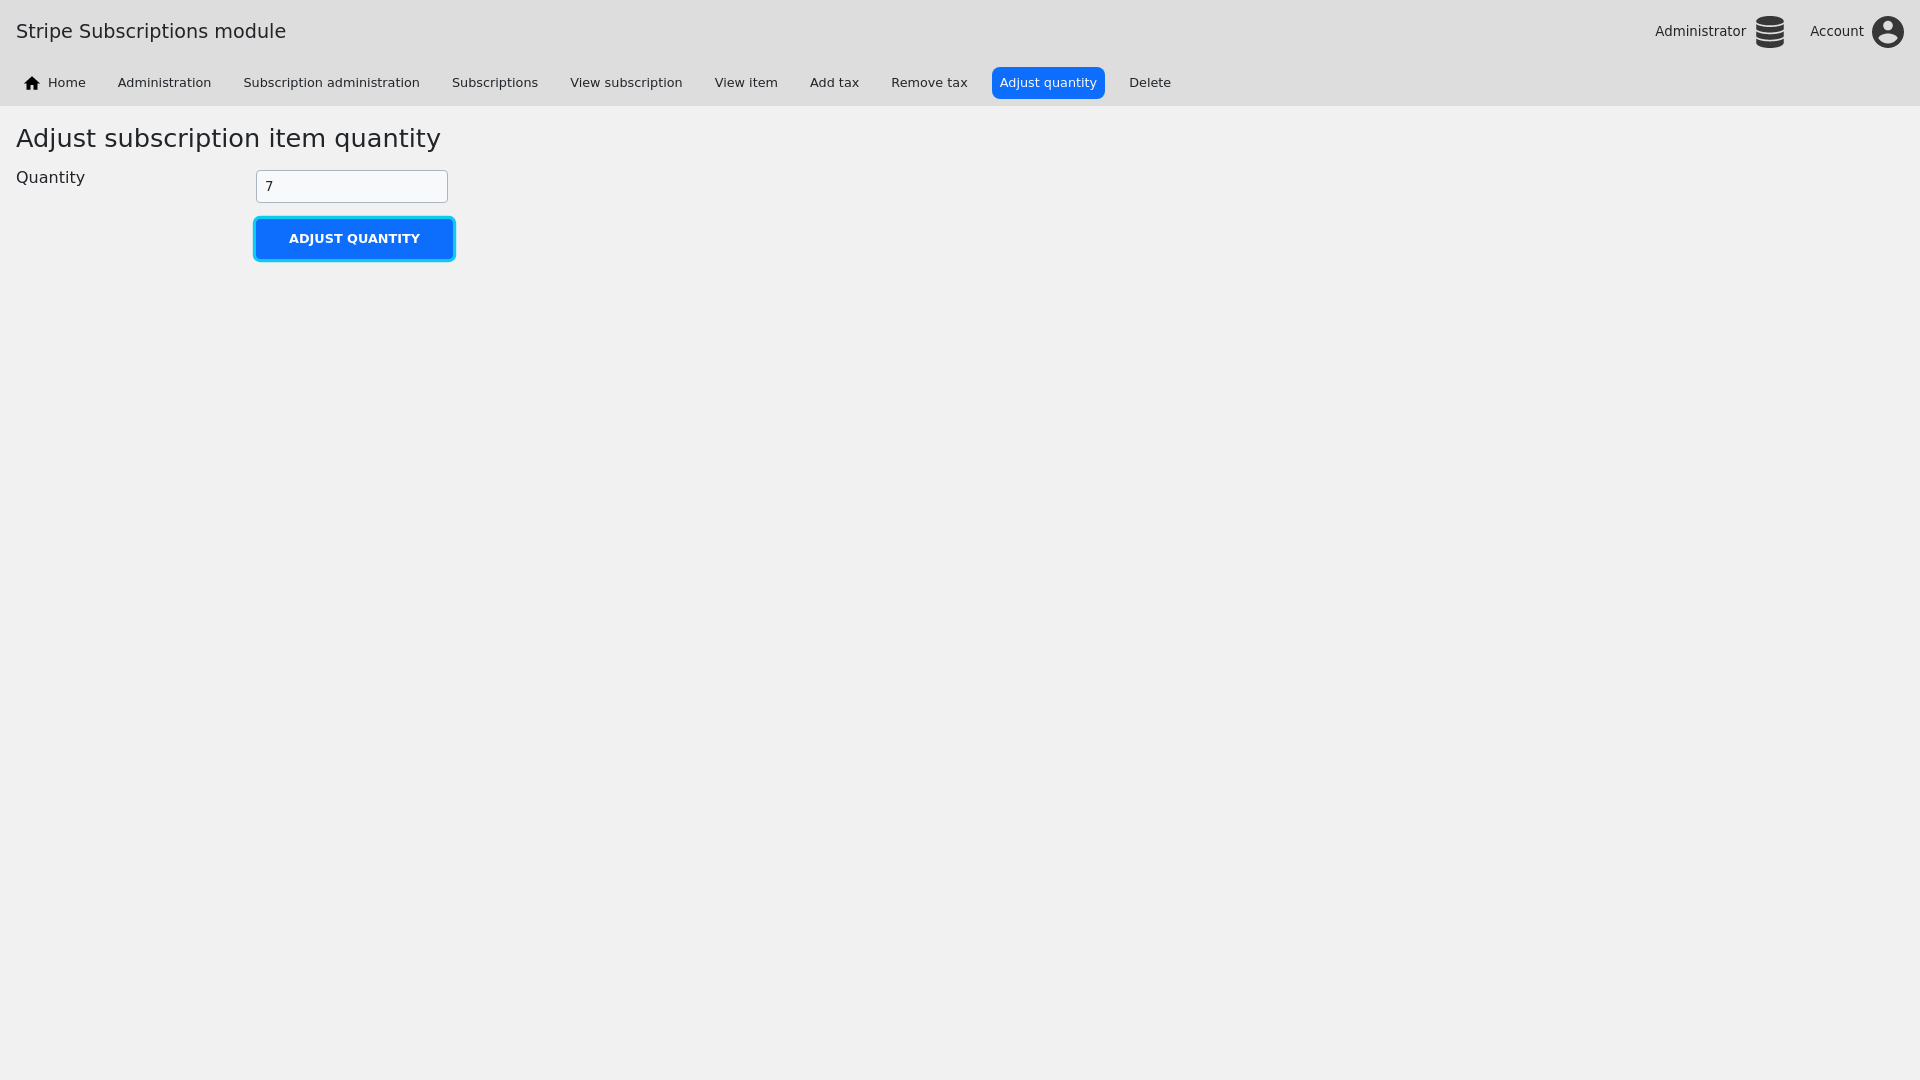 Stripe Subscriptions module
Administrator
Account
Home
Administration
Subscription administration
Subscriptions
View subscription
View item
Add tax
Remove tax
Adjust quantity
Delete
Adjust subscription item quantity
Quantity
7
ADJUST QUANTITY